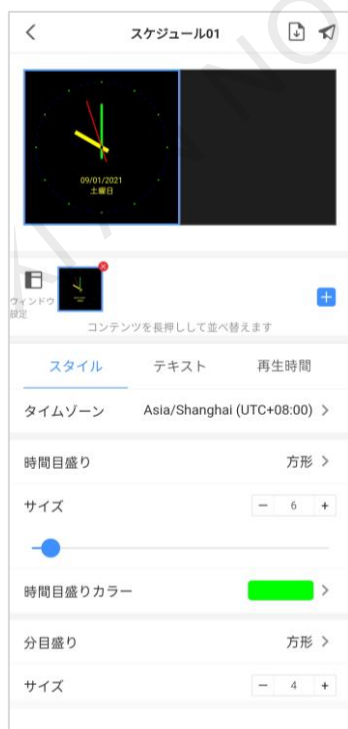 スケジュール01
09/01/2021
土曜日
ウィンドウ
設定
コンテンツを長押しして並べ替えます
スタイル テキスト 再生時間
タイムゾーン Asia/Shanghai (UTC+08:00)
時間目盛り 方形
サイズ − 6 +
時間目盛りカラー
分目盛り 方形
サイズ − 4 +